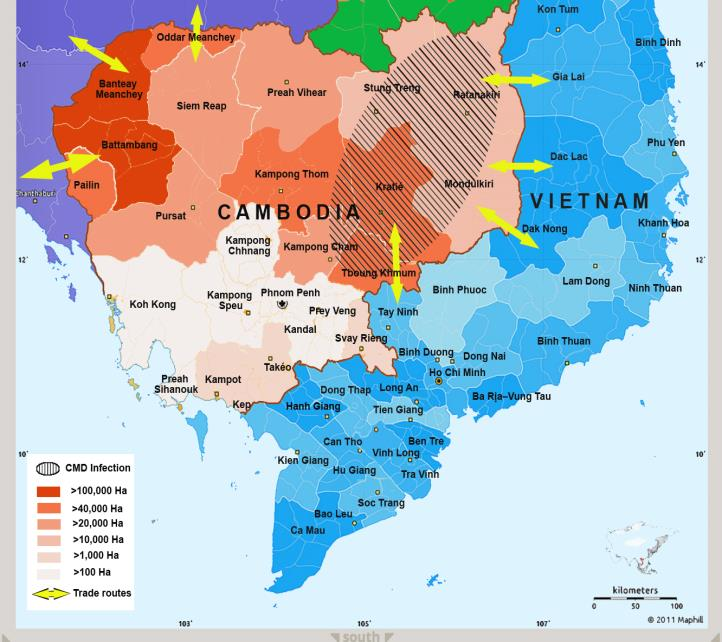 Kon Tum
Oddar Meanchey
Binh Dinh
14°
14°
Gia Lai
Banteay
Meanchey
Preah Vihear
Stung Treng
Ratanakiri
Siem Reap
Battambang
Phu Yen
Dac Lac
Kampong Thom
Pailin
Kratié
Mondulkiri
Chanthaburi
VIETNAM
CAMBODIA
Pursat
Khanh Hoa
Dak Nong
Kampong
Chhnang
Kampong Cham
12°
12°
Tboung Khmum
Lam Dong
Binh Phuoc
Ninh Thuan
Koh Kong
Kampong
Speu
Phnom Penh
Prey Veng
Tay Ninh
Kandal
Svay Rieng
Binh Thuan
Binh Duong
Dong Nai
Takéo
Ho Chi Minh
Preah
Sihanouk
Kampot
Dong Thap
Long An
Ba Rja–Vung Tau
Kep
Hanh Giang
Tien Giang
Can Tho
Ben Tre
10°
10°
Kien Giang
Vinh Long
Hu Giang
Tra Vinh
Soc Trang
Bao Leu
Ca Mau
CMD Infection
>100,000 Ha
>40,000 Ha
>20,000 Ha
>10,000 Ha
>1,000 Ha
>100 Ha
Trade routes
kilometers
0 50 100
© 2011 Maphill
103°
105°
107°
south